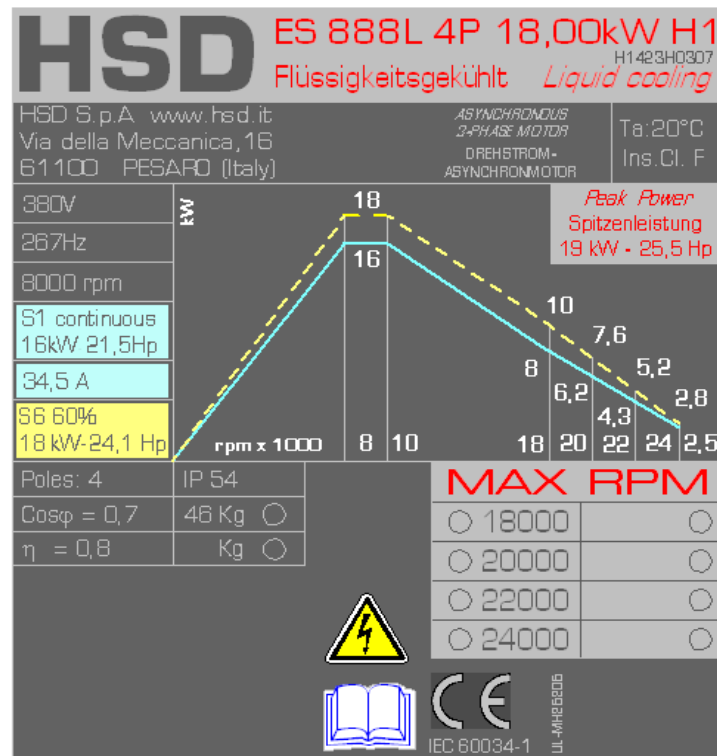 HSD
ES 888L 4P 18,00kW H1
H1423H0307
Flüssigkeitsgekühlt Liquid cooling
HSD S.p.A www.hsd.it
Via della Meccanica,16
61100 PESARO (Italy)
ASYNCHRONOUS
3-PHASE MOTOR
DREHSTROM-
ASYNCHRONMOTOR
Ta:20°C
Ins.Cl. F
380V
267Hz
8000 rpm
S1 continuous
16kW 21,5Hp
34,5 A
S6 60%
18 kW-24,1 Hp
kW
Peak Power
Spitzenleistung
19 kW - 25,5 Hp
18
16
10
7,6
5,2
2,8
8
6,2
4,3
2,5
rpm x 1000 8 10 18 20 22 24
Poles: 4 IP 54
Cosφ = 0,7 46 Kg
η = 0,8 Kg
MAX RPM
18000
20000
22000
24000
CE
IEC 60034-1
UL-MH26206